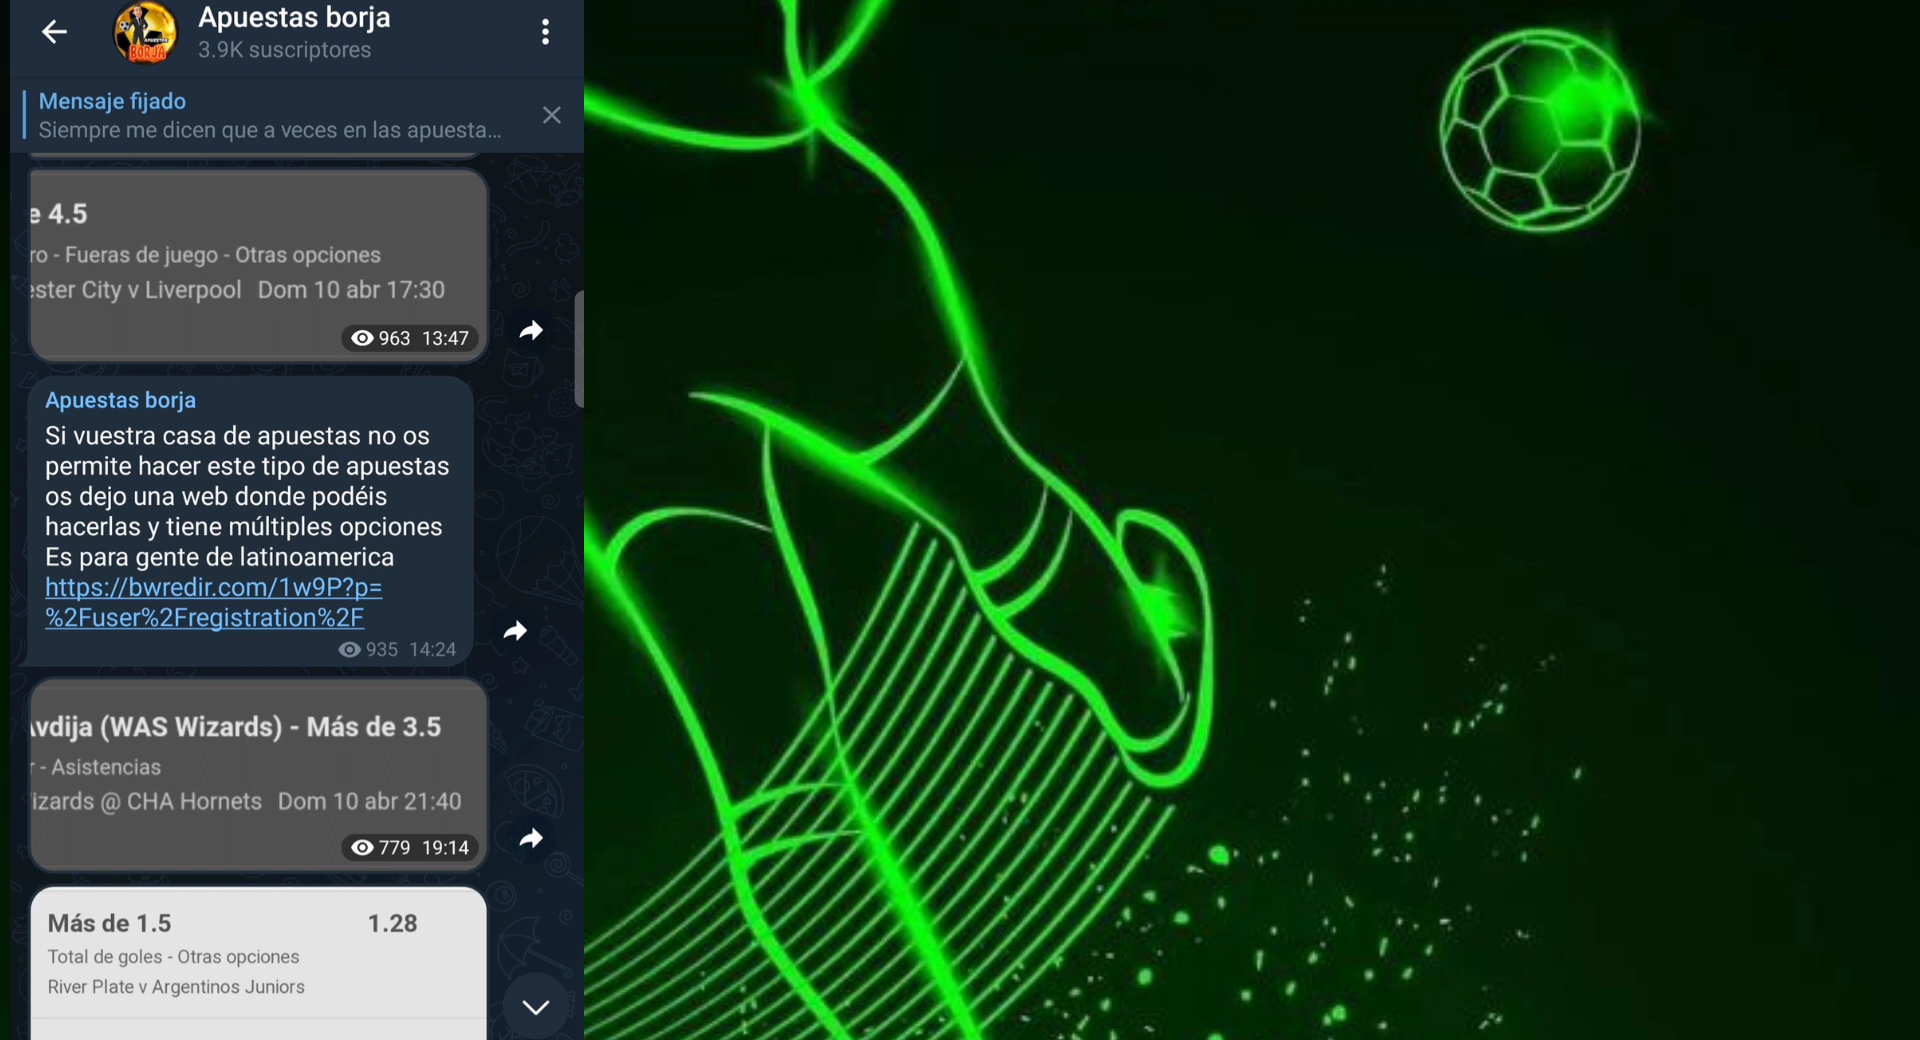 Apuestas borja
3.9K suscriptores
Mensaje fijado
Siempre me dicen que a veces en las apuesta...
e 4.5
ro - Fueras de juego - Otras opciones
ester City v Liverpool Dom 10 abr 17:30
963 13:47
Apuestas borja
Si vuestra casa de apuestas no os
permite hacer este tipo de apuestas
os dejo una web donde podéis
hacerlas y tiene múltiples opciones
Es para gente de latinoamerica
https://bwredir.com/1w9P?p=
%2Fuser%2Fregistration%2F
935 14:24
Avdija (WAS Wizards) - Más de 3.5
r - Asistencias
izards @ CHA Hornets Dom 10 abr 21:40
779 19:14
Más de 1.5 1.28
Total de goles - Otras opciones
River Plate v Argentinos Juniors